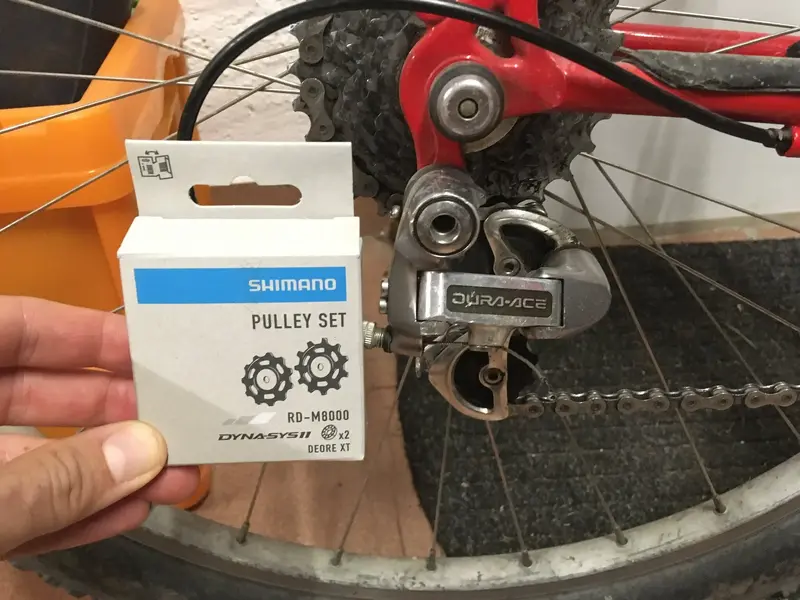 SHIMANO
PULLEY SET
RD-M8000
DYNA-SYS11
x2
DEORE XT
DURA-ACE